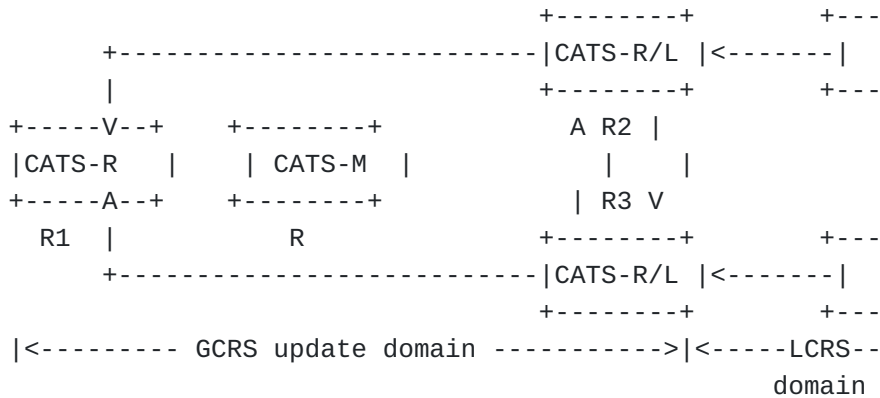 +--------+        +---
      +---------------------------|CATS-R/L |<-------|
      |                           +--------+        +---
+-----V--+    +--------+            A R2 |
|CATS-R   |    | CATS-M  |            |    |
+-----A--+    +--------+            | R3 V
  R1  |           R               +--------+        +---
      +---------------------------|CATS-R/L |<-------|
                                  +--------+        +---
|<--------- GCRS update domain ----------->|<-----LCRS--
                                                 domain